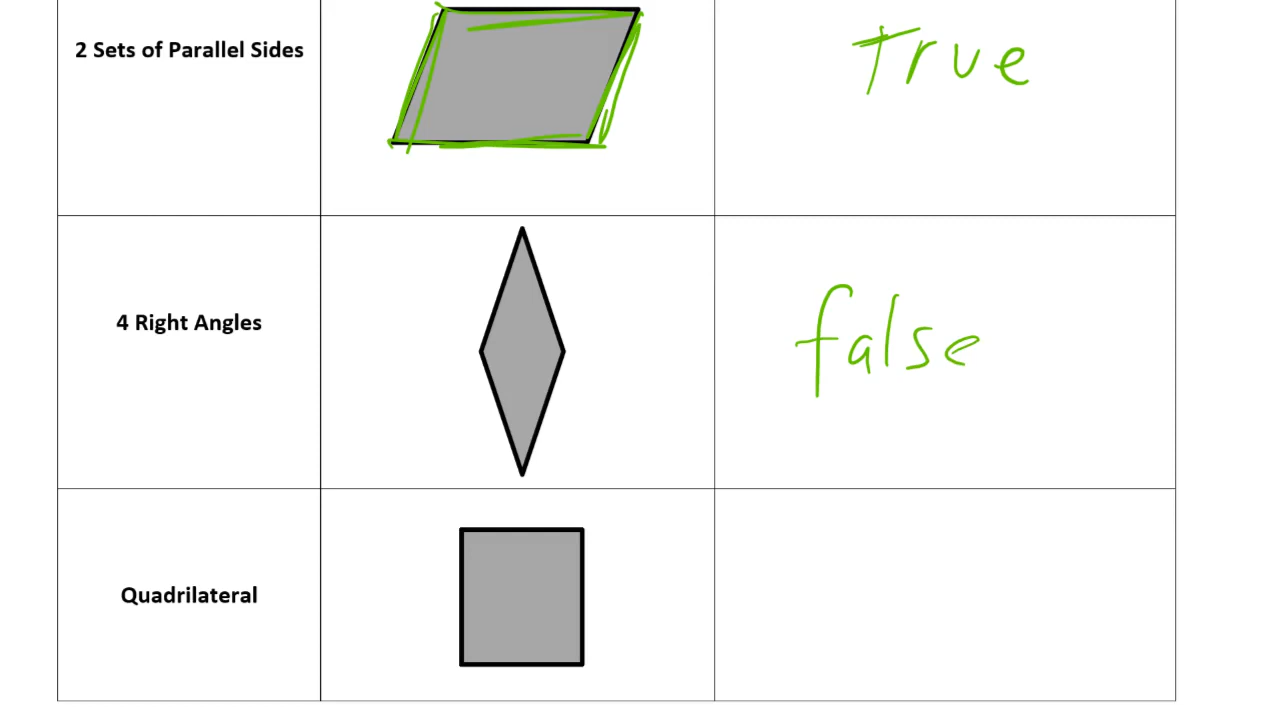 2 Sets of Parallel Sides
true
4 Right Angles
false
Quadrilateral